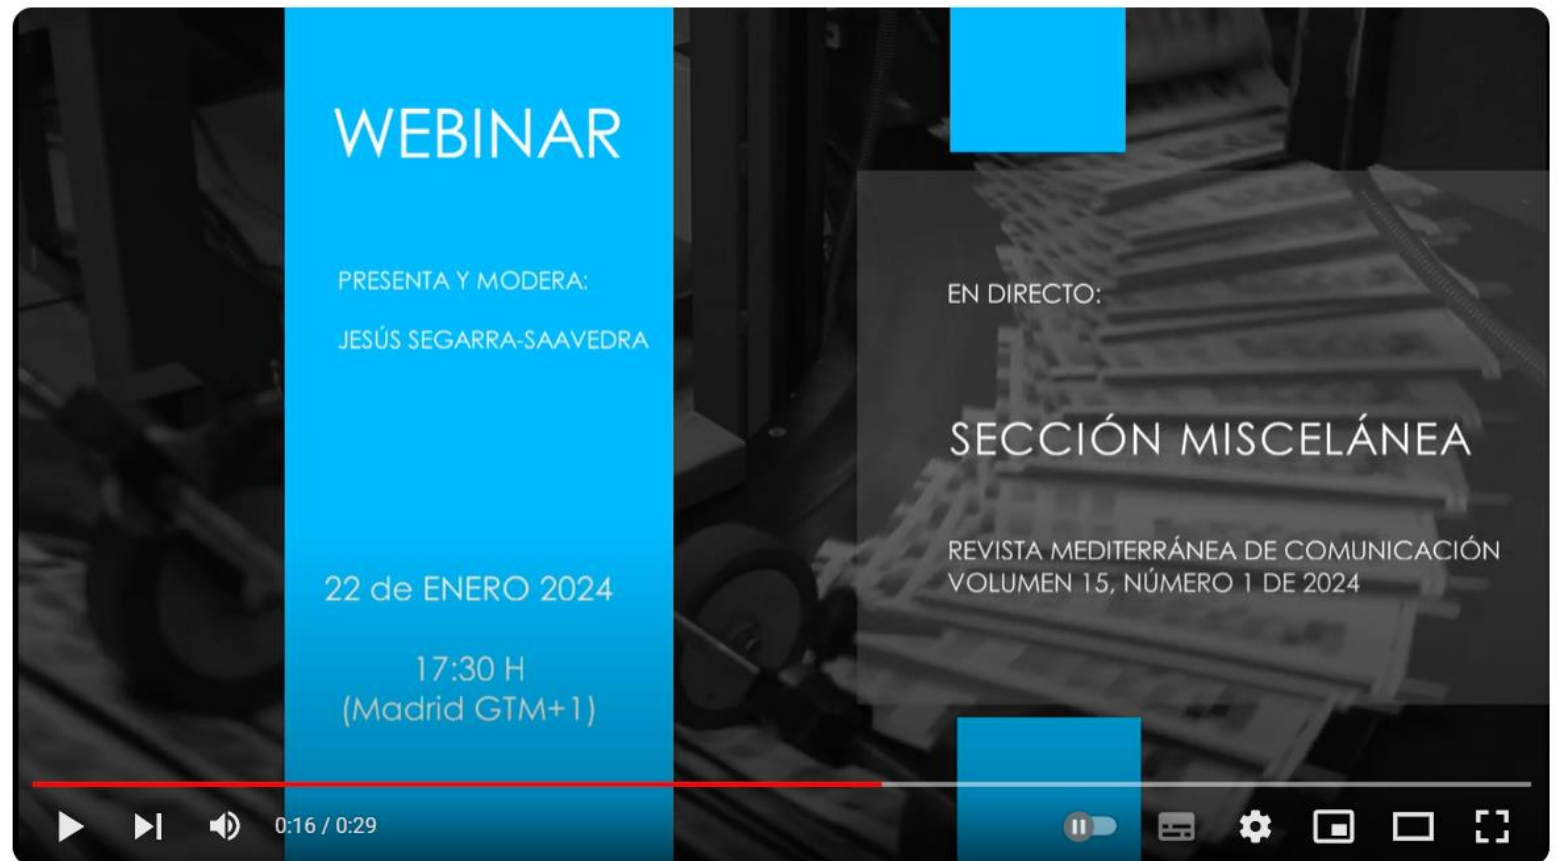 WEBINAR
PRESENTA Y MODERA:
JESÚS SEGARRA-SAAVEDRA
22 de ENERO 2024
17:30 H
(Madrid GTM+1)
EN DIRECTO:
SECCIÓN MISCELÁNEA
REVISTA MEDITERRÁNEA DE COMUNICACIÓN
VOLUMEN 15, NÚMERO 1 DE 2024
0:16 / 0:29